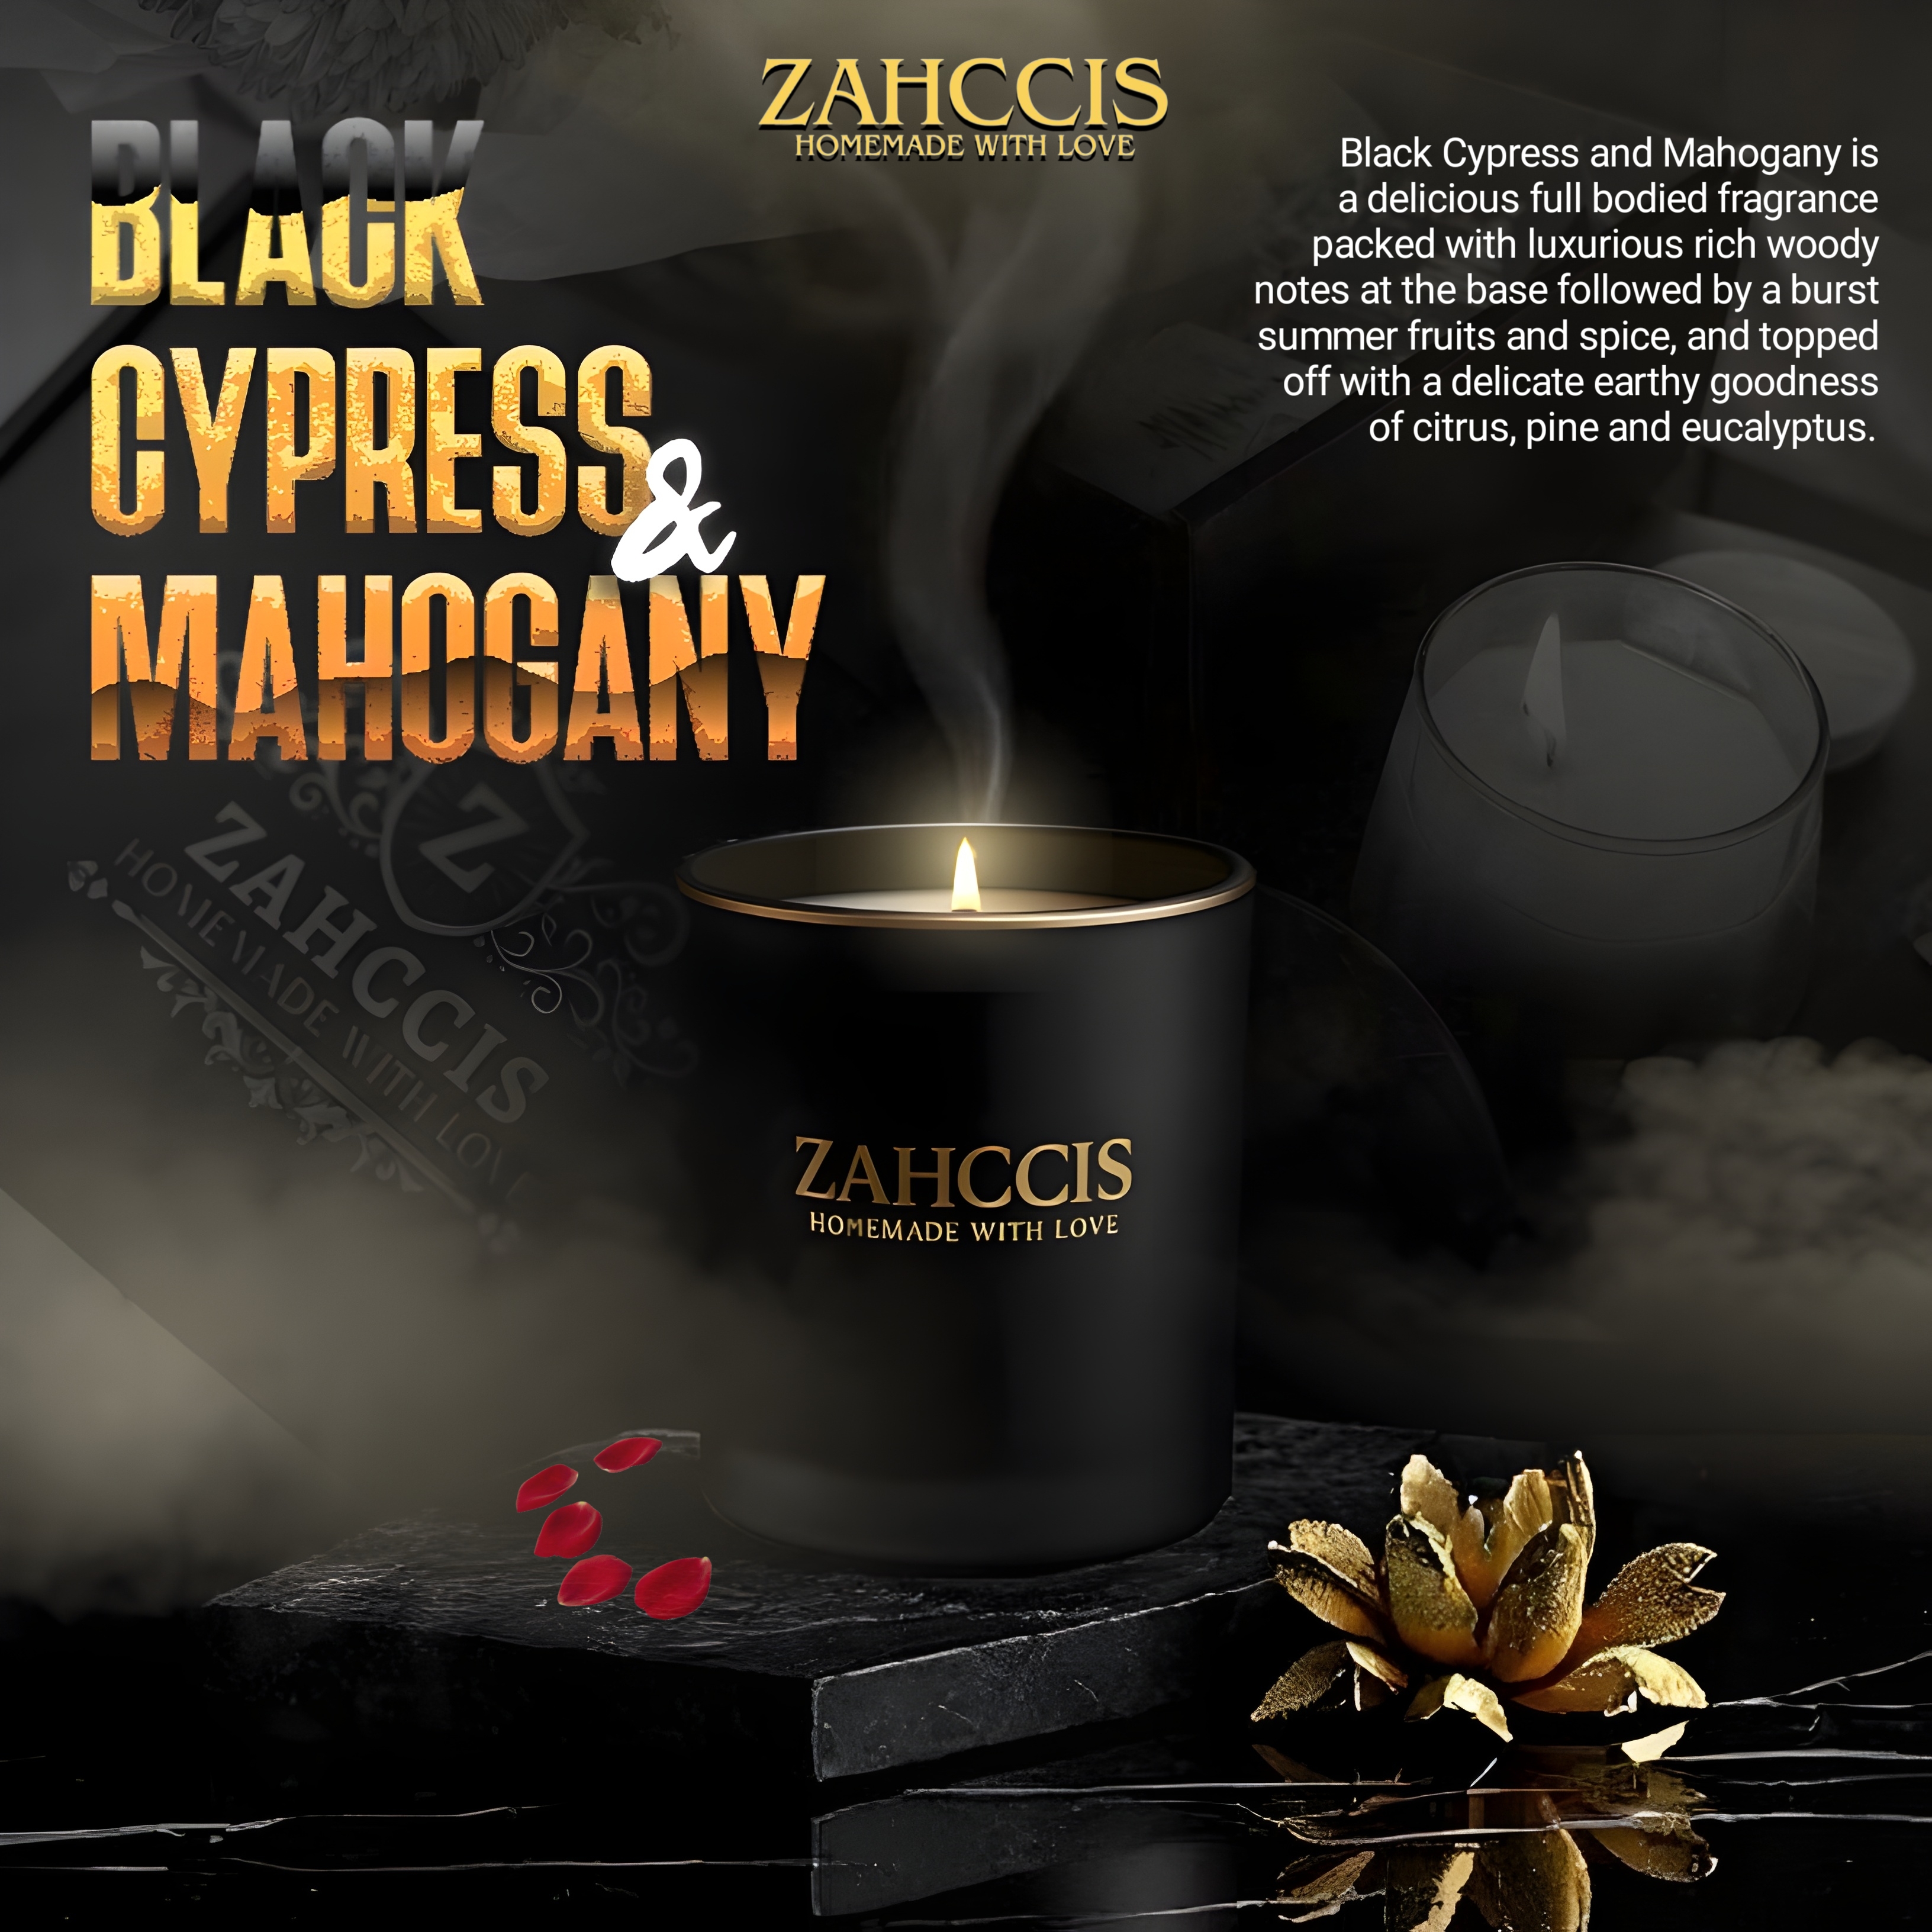 ZAHCCIS
HOMEMADE WITH LOVE
BLACK
CYPRESS
&
MAHOGANY
Black Cypress and Mahogany is
a delicious full bodied fragrance
packed with luxurious rich woody
notes at the base followed by a burst
summer fruits and spice, and topped
off with a delicate earthy goodness
of citrus, pine and eucalyptus.
Z
ZAHCCIS
HOMEMADE WITH LOVE
ZAHCCIS
HOMEMADE WITH LOVE